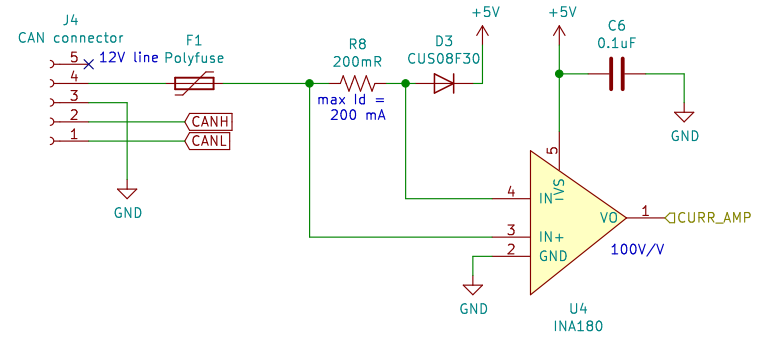 J4
CAN connector
5
12V line
4
3
2
CANH
1
CANL
GND
F1
Polyfuse
R8
200mR
max Id =
200 mA
D3
CUS08F30
+5V
+5V
C6
0.1uF
GND
5
VS
4
IN-
3
IN+
2
GND
GND
VO
1
CURR_AMP
100V/V
U4
INA180